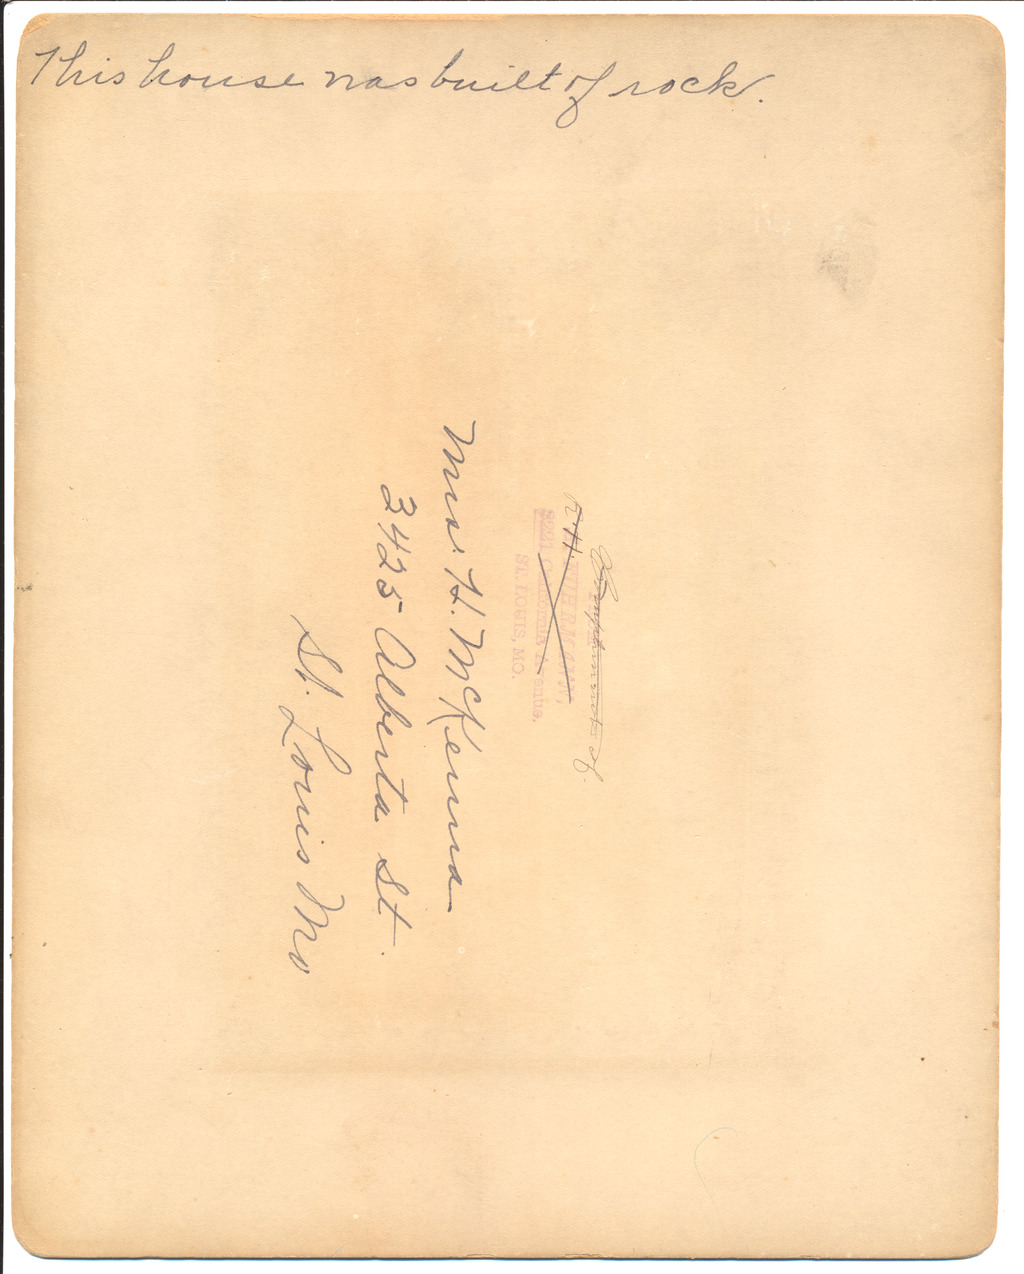 This house was built of rock.
St. LOUIS, MO.
Mrs. H. McKenna
3425 Alberta St.
St. Louis Mo